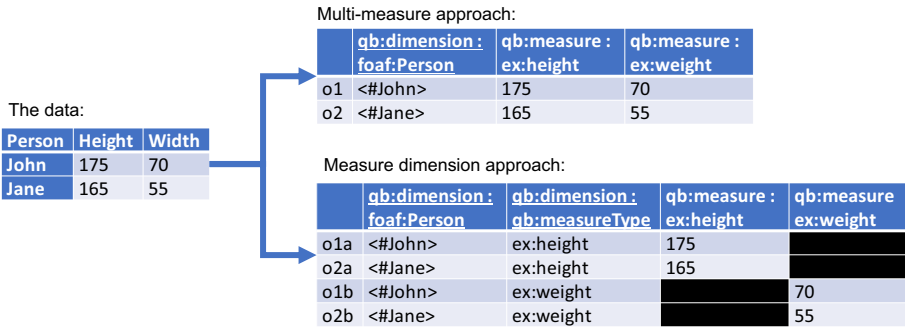 Multi-measure approach:
qb:dimension : qb:measure : qb:measure :
foaf:Person ex:height ex:weight
o1 <#John> 175 70
o2 <#Jane> 165 55
The data:
Person Height Width
John 175 70
Jane 165 55
Measure dimension approach:
qb:dimension : qb:dimension : qb:measure : qb:measure
foaf:Person qb:measureType ex:height ex:weight
o1a <#John> ex:height 175
o2a <#Jane> ex:height 165
o1b <#John> ex:weight 70
o2b <#Jane> ex:weight 55